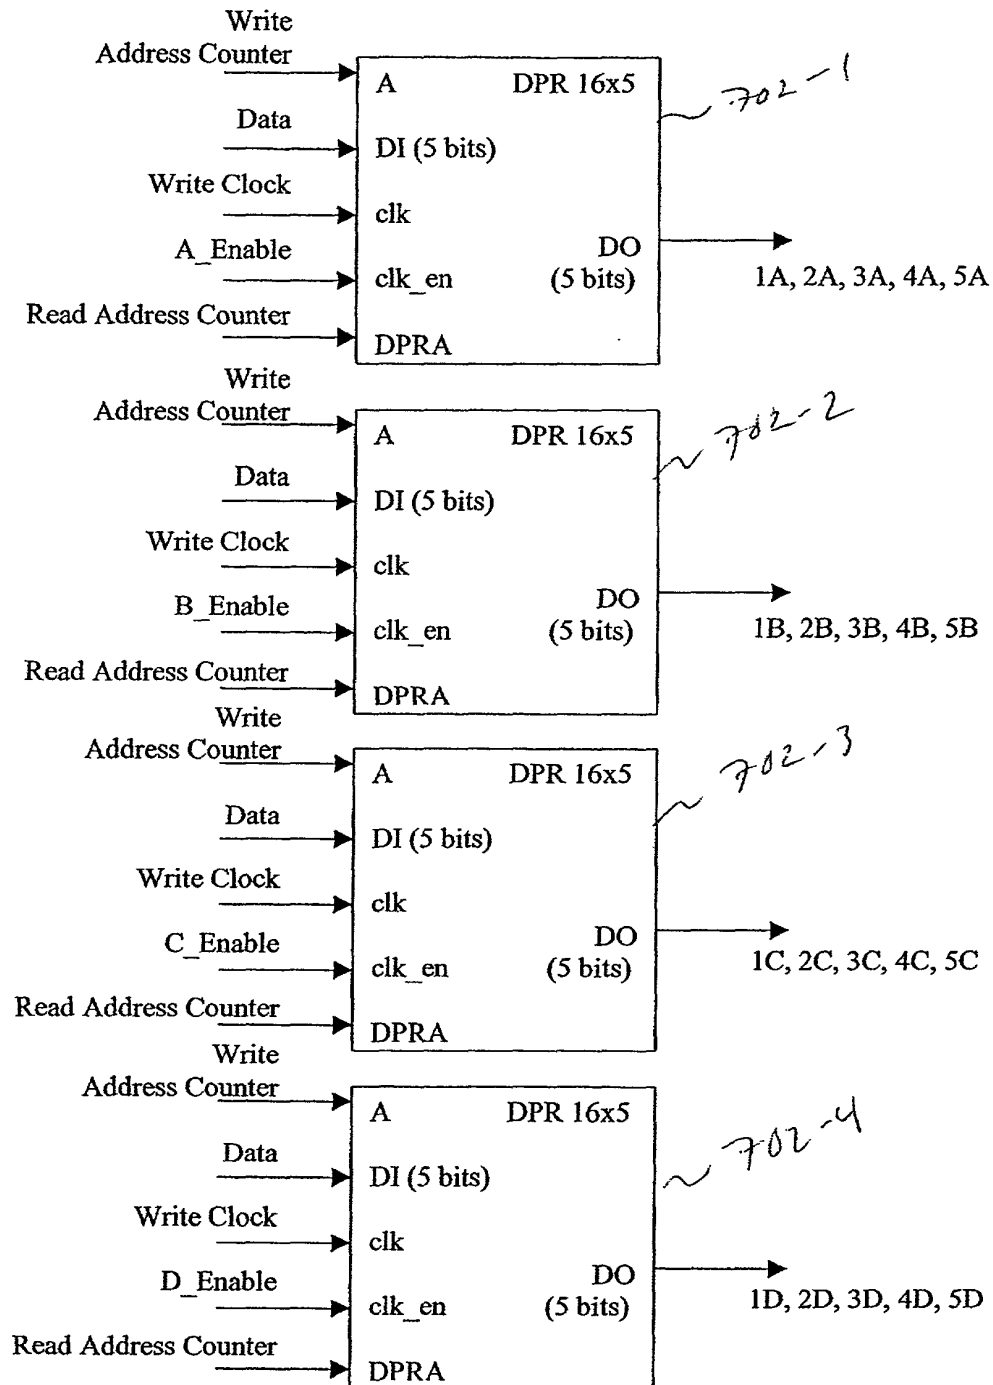 Write
Address Counter
A DPR 16x5
702-1
Data
DI (5 bits)
Write Clock
clk
A_Enable
DO
clk_en (5 bits)
1A, 2A, 3A, 4A, 5A
Read Address Counter
DPRA
Write
Address Counter
A DPR 16x5
702-2
Data
DI (5 bits)
Write Clock
clk
B_Enable
DO
clk_en (5 bits)
1B, 2B, 3B, 4B, 5B
Read Address Counter
DPRA
Write
Address Counter
A DPR 16x5
702-3
Data
DI (5 bits)
Write Clock
clk
C_Enable
DO
clk_en (5 bits)
1C, 2C, 3C, 4C, 5C
Read Address Counter
DPRA
Write
Address Counter
A DPR 16x5
702-4
Data
DI (5 bits)
Write Clock
clk
D_Enable
DO
clk_en (5 bits)
1D, 2D, 3D, 4D, 5D
Read Address Counter
DPRA